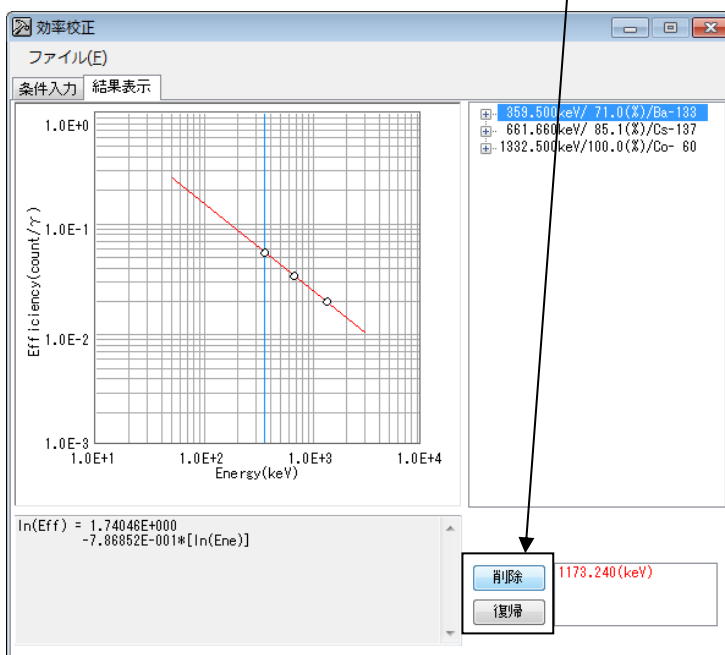 効率校正
ファイル(F)
条件入力 結果表示
1.0E+0
1.0E-1
1.0E-2
1.0E-3
Efficiency(count/γ)
1.0E+1 1.0E+2 1.0E+3 1.0E+4
Energy(keV)
359.500keV/ 71.0(%)/Ba-133
661.660keV/ 85.1(%)/Cs-137
1332.500keV/100.0(%)/Co- 60
ln(Eff) = 1.74046E+000
-7.86852E-001*[ln(Ene)]
削除
復帰
1173.240(keV)